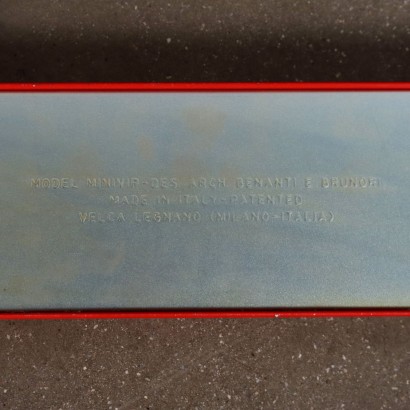 MODEL MINIVIP-DES. ARCH. BENANTI E BRUNORI
MADE IN ITALY-PATENTED
VELCA LEGNANO (MILANO-ITALIA)